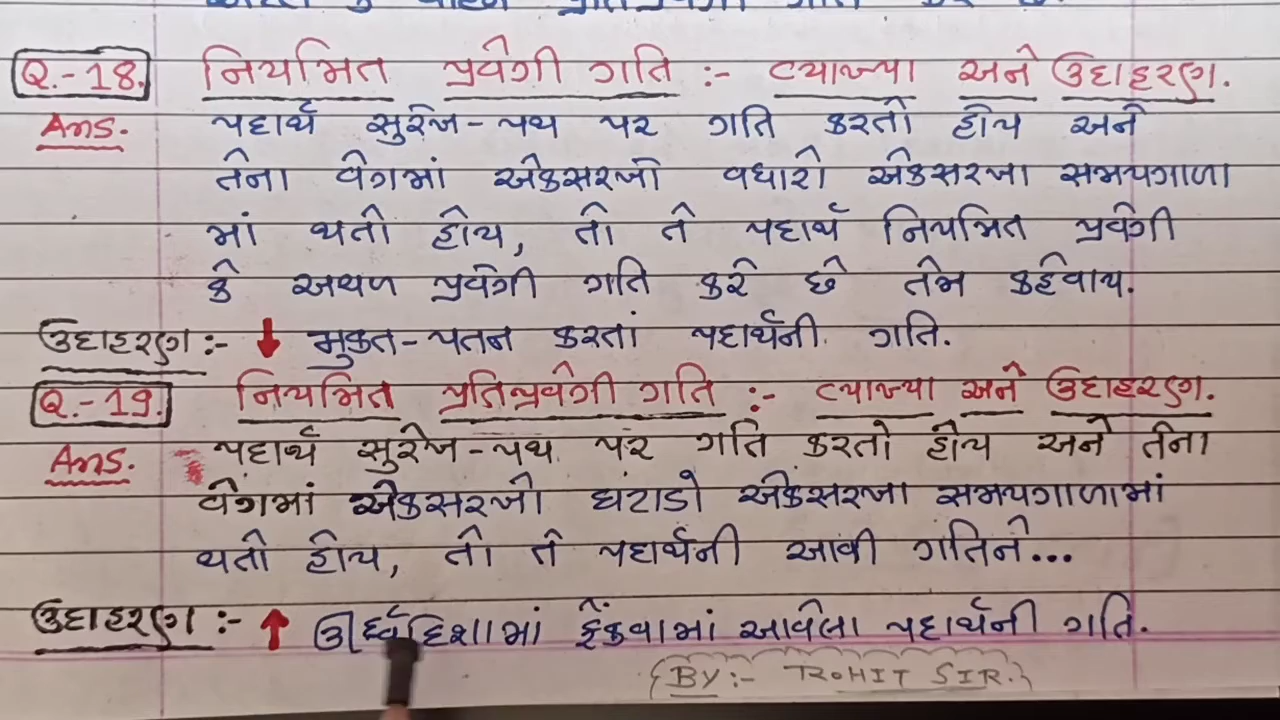 Q.-18. નિયમિત પ્રવેગી ગતિ :- વ્યાખ્યા અને ઉદાહરણ.
Ans. પદાર્થ સુરેખ-પથ પર ગતિ કરતો હોય અને
તેના વેગમાં એકસરખો વધારો એકસરખા સમયગાળા
માં થતો હોય, તો તે પદાર્થ નિયમિત પ્રવેગી
કે અચળ પ્રવેગી ગતિ કરે છે તેમ કહેવાય.
ઉદાહરણ :- ↓ મુક્ત-પતન કરતાં પદાર્થની ગતિ.
Q.-19. નિયમિત પ્રતિપ્રવેગી ગતિ :- વ્યાખ્યા અને ઉદાહરણ.
Ans. પદાર્થ સુરેખ-પથ પર ગતિ કરતો હોય અને તેના
વેગમાં એકસરખો ઘટાડો એકસરખા સમયગાળામાં
થતો હોય, તો તે પદાર્થની આવી ગતિને...
ઉદાહરણ :- ↑ ઊર્ધ્વદિશામાં ફેંકવામાં આવેલા પદાર્થની ગતિ.
BY:- ROHIT SIR.